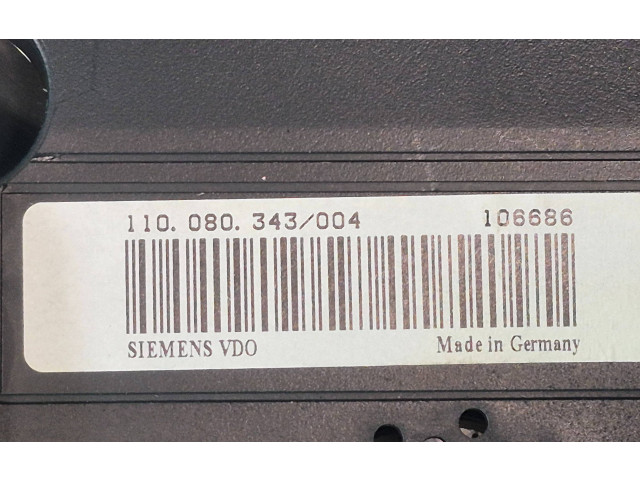 110.080.343/004 106686
SIEMENS VDO Made in Germany